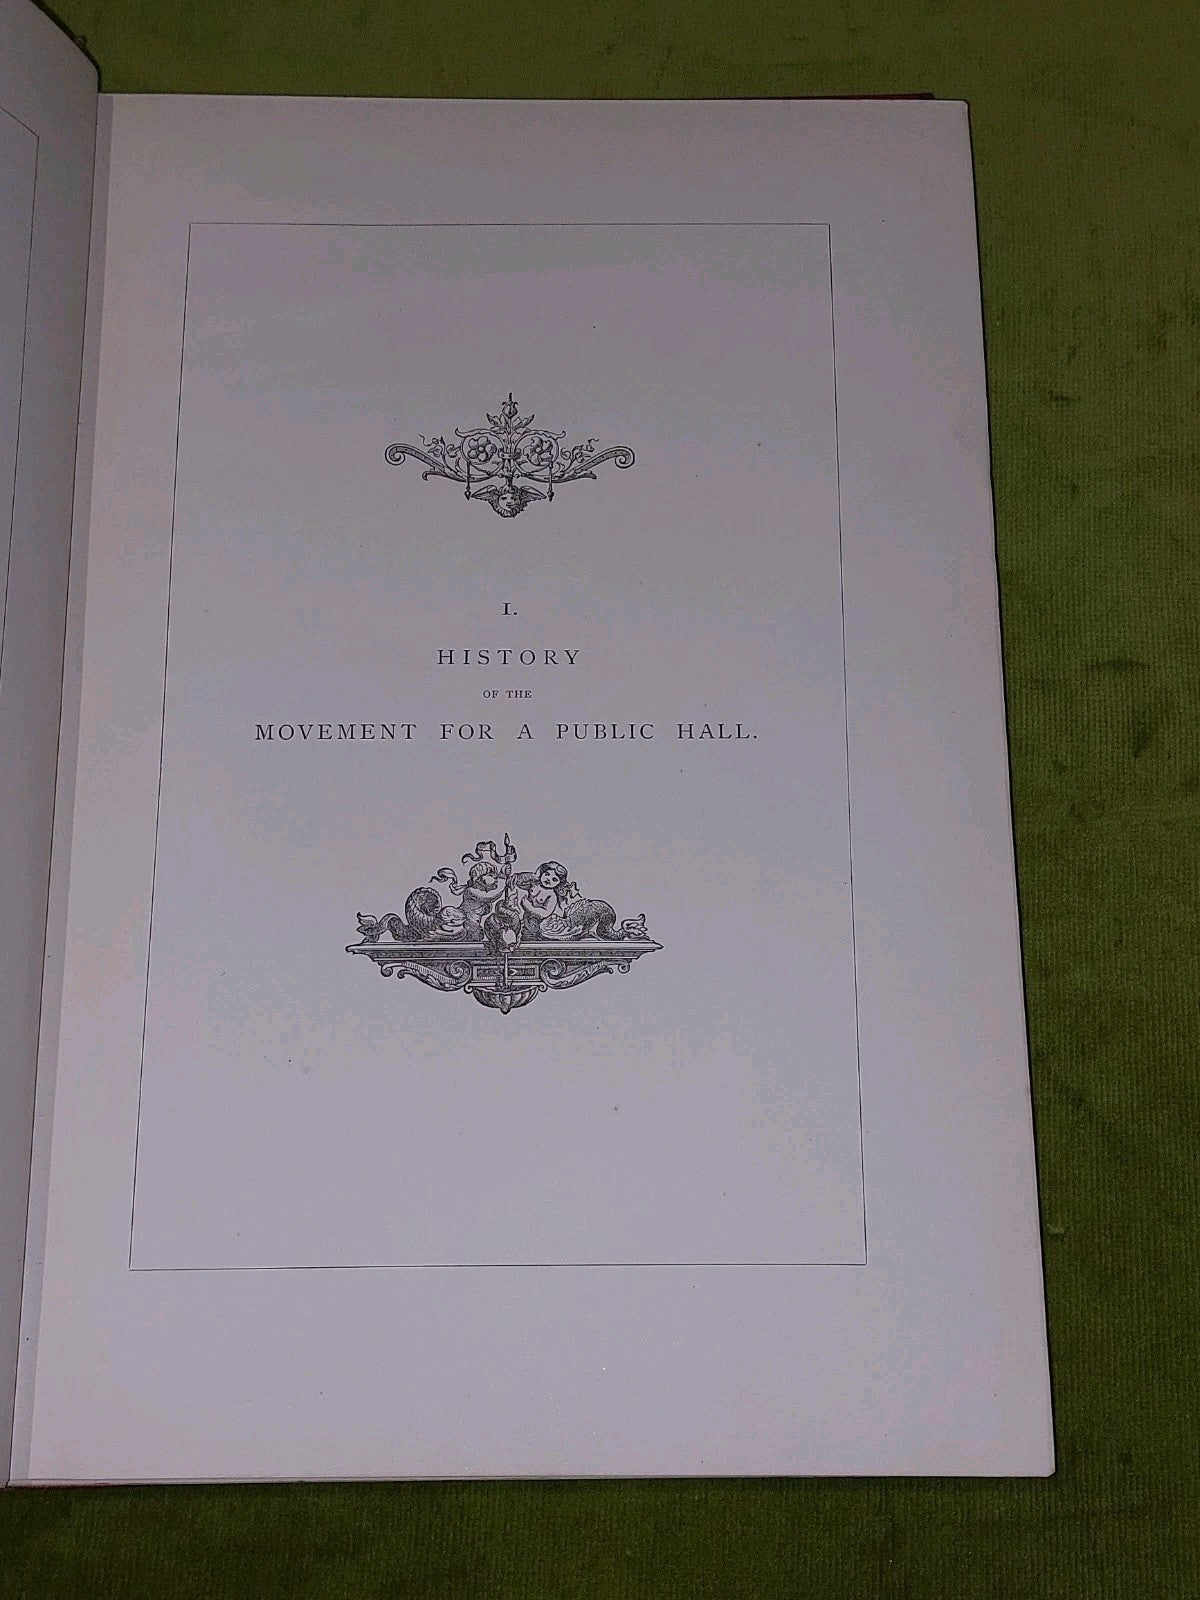 I.
HISTORY
OF THE
MOVEMENT FOR A PUBLIC HALL.